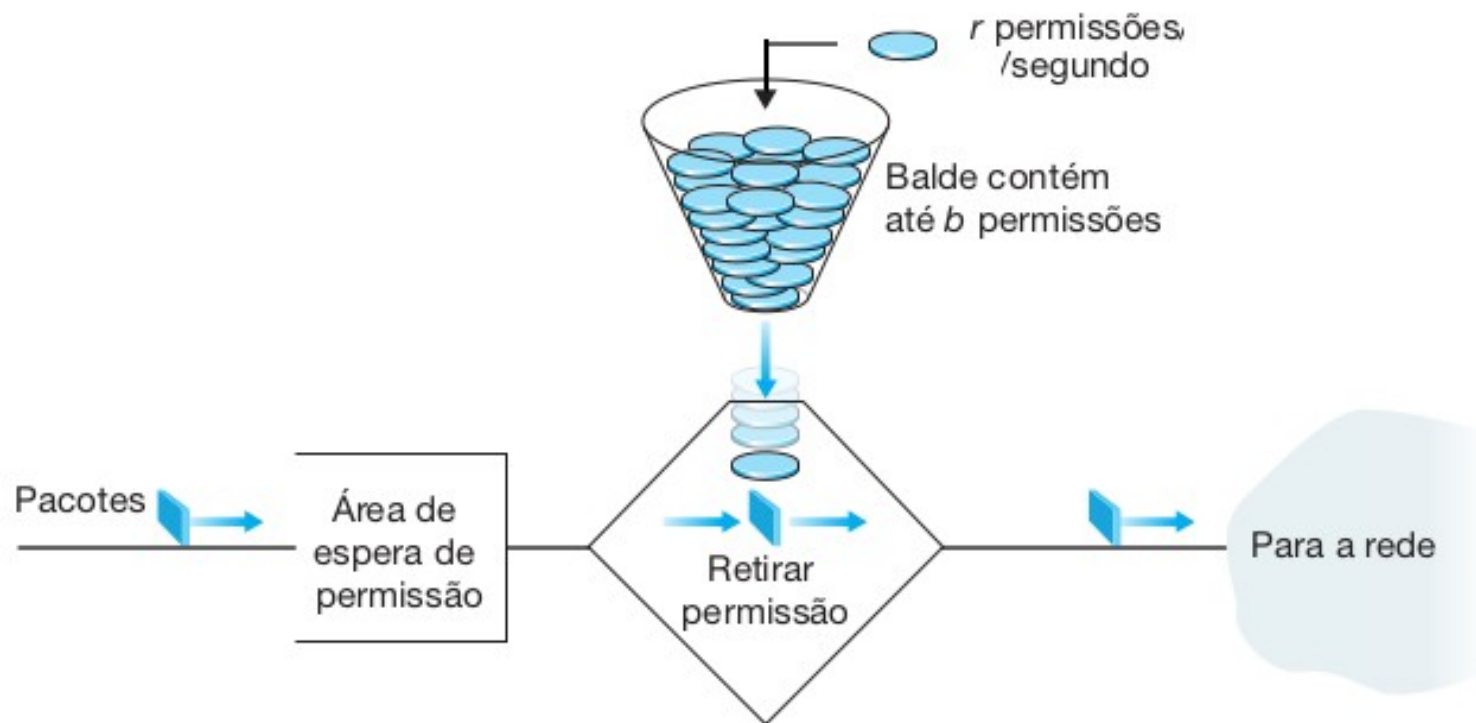 r permissões/
/segundo
Balde contém
até b permissões
Pacotes
Área de
espera de
permissão
Retirar
permissão
Para a rede